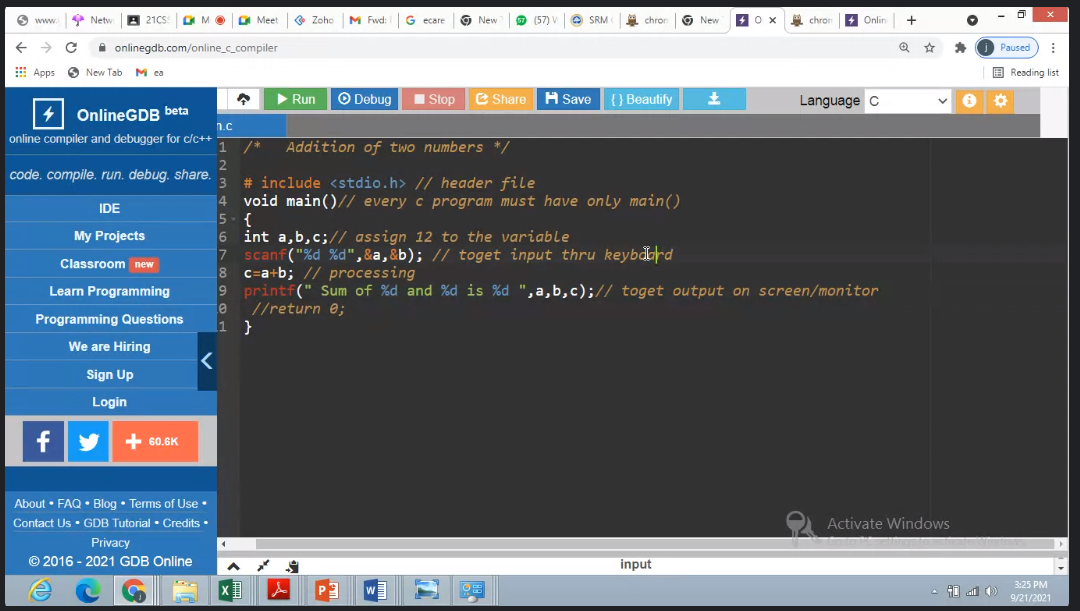 www.
Netw
21CS
M
Meet
Zoho
Fwd:
ecare
New T
(57) V
SRM
chron
New
O
chron
Onlin
onlinegdb.com/online_c_compiler
j Paused
Apps New Tab ea
Reading list
OnlineGDB beta
online compiler and debugger for c/c++
code. compile. run. debug. share.
IDE
My Projects
Classroom new
Learn Programming
Programming Questions
We are Hiring
Sign Up
Login
f + 60.6K
About • FAQ • Blog • Terms of Use •
Contact Us • GDB Tutorial • Credits •
Privacy
© 2016 - 2021 GDB Online
Run Debug Stop Share Save { } Beautify
Language C
n.c
1 /* Addition of two numbers */
2
3 # include <stdio.h> // header file
4 void main()// every c program must have only main()
5 {
6 int a,b,c;// assign 12 to the variable
7 scanf("%d %d",&a,&b); // toget input thru keyboard
8 c=a+b; // processing
9 printf(" Sum of %d and %d is %d ",a,b,c);// toget output on screen/monitor
0 //return 0;
1 }
Activate Windows
input
3:25 PM
9/21/2021